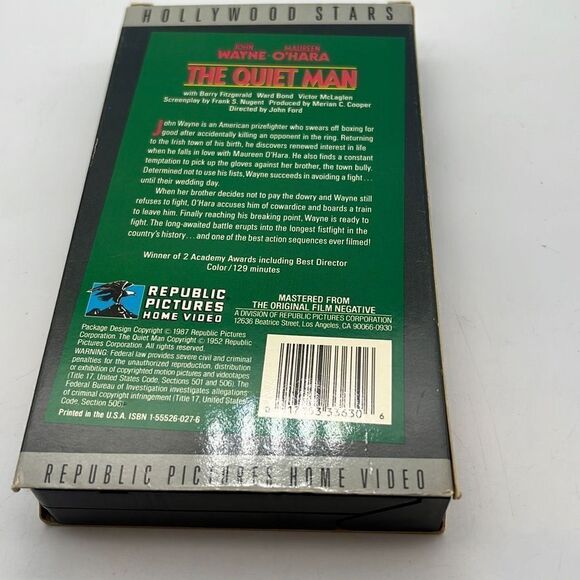 HOLLYWOOD STARS
JOHN MAUREEN
WAYNE - O'HARA
THE QUIET MAN
with Barry Fitzgerald Ward Bond Victor McLaglen
Screenplay by Frank S. Nugent Produced by Merian C. Cooper
Directed by John Ford
John Wayne is an American prizefighter who swears off boxing for
good after accidentally killing an opponent in the ring. Returning
to the Irish town of his birth, he discovers renewed interest in life
when he falls in love with Maureen O'Hara. He also finds a constant
temptation to pick up the gloves against her brother, the town bully.
Determined not to use his fists, Wayne succeeds in avoiding a fight...
until their wedding day.
When her brother decides not to pay the dowry and Wayne still
refuses to fight, O'Hara accuses him of cowardice and boards a train
to leave him. Finally reaching his breaking point, Wayne is ready to
fight. The long-awaited battle erupts into the longest fistfight in the
country's history...and one of the best action sequences ever filmed!
Winner of 2 Academy Awards including Best Director
Color/129 minutes
REPUBLIC
PICTURES
HOME VIDEO
MASTERED FROM
THE ORIGINAL FILM NEGATIVE
A DIVISION OF REPUBLIC PICTURES CORPORATION
12636 Beatrice Street, Los Angeles, CA 90066-0930
Package Design Copyright © 1987 Republic Pictures
Corporation. The Quiet Man Copyright © 1952 Republic
Pictures Corporation. All rights reserved.
WARNING: Federal law provides severe civil and criminal
penalties for the unauthorized reproduction, distribution
or exhibition of copyrighted motion pictures and videotapes
(Title 17, United States Code, Sections 501 and 506). The
Federal Bureau of Investigation investigates allegations
of criminal copyright infringement (Title 17, United States
Code, Section 506).
Printed in the U.S.A. ISBN 1-55526-027-6
33630 6
REPUBLIC PICTURES HOME VIDEO